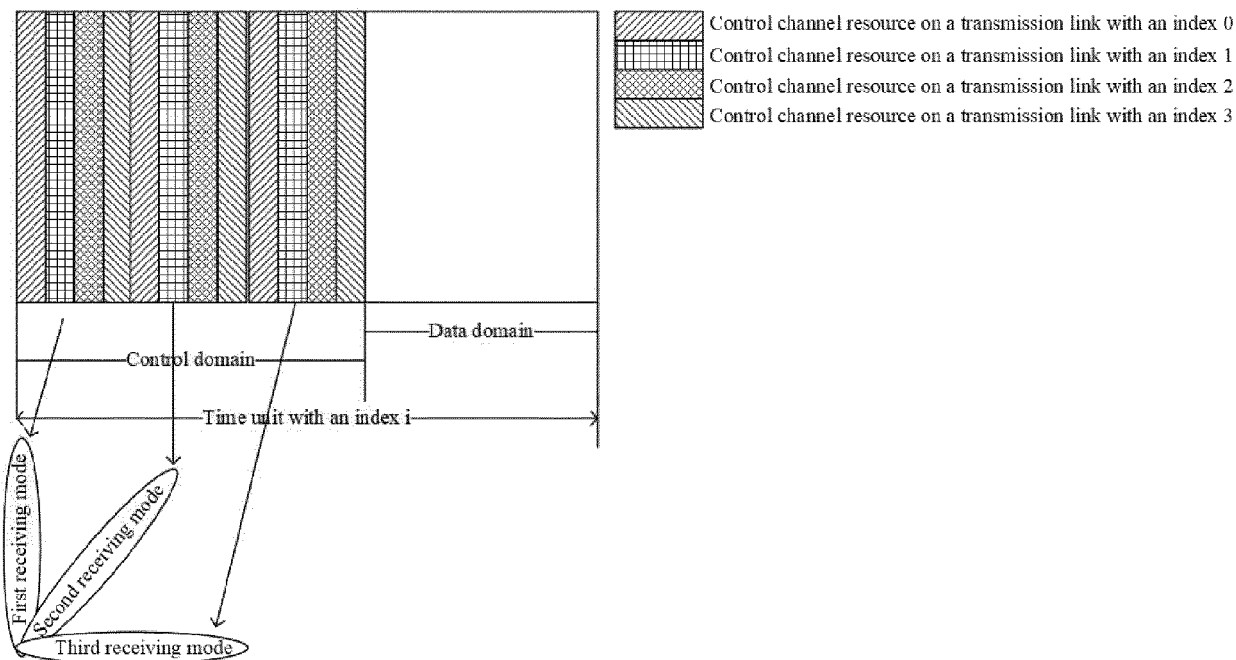 Control channel resource on a transmission link with an index 0
Control channel resource on a transmission link with an index 1
Control channel resource on a transmission link with an index 2
Control channel resource on a transmission link with an index 3
Data domain
Control domain
Time unit with an index i
First receiving mode
Second receiving mode
Third receiving mode